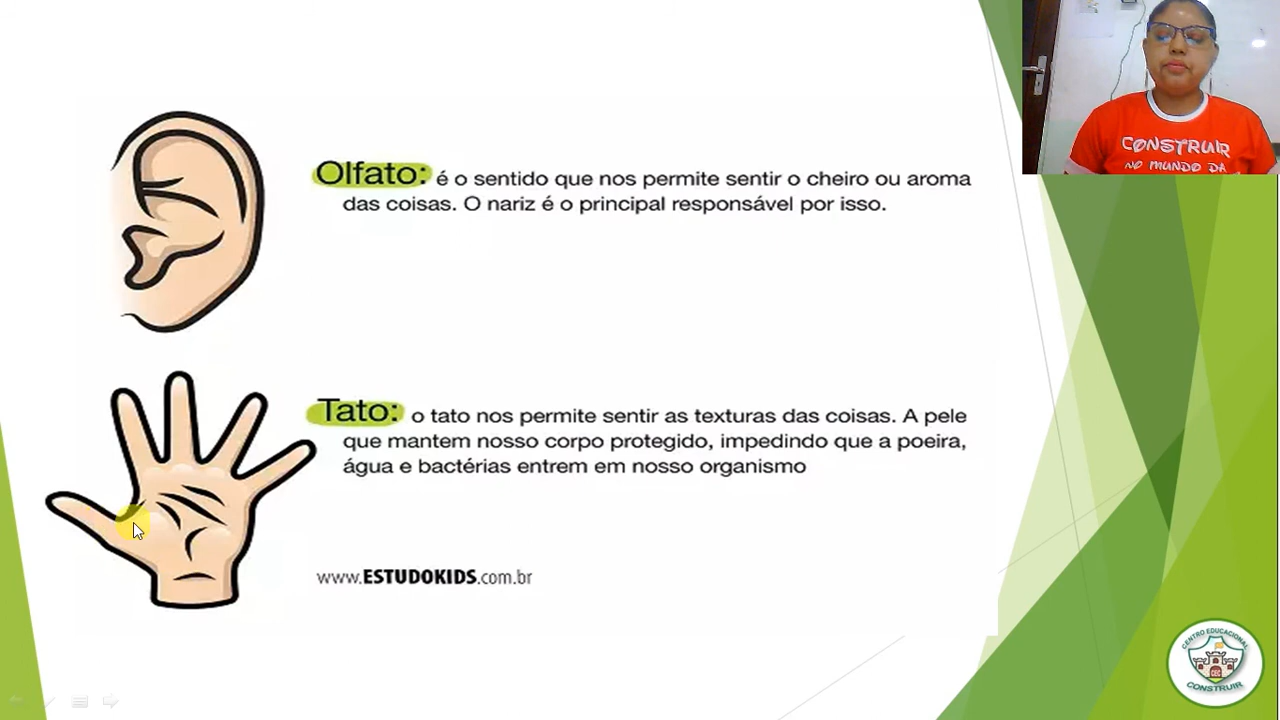 Olfato: é o sentido que nos permite sentir o cheiro ou aroma
das coisas. O nariz é o principal responsável por isso.
Tato: o tato nos permite sentir as texturas das coisas. A pele
que mantem nosso corpo protegido, impedindo que a poeira,
água e bactérias entrem em nosso organismo
www.ESTUDOKIDS.com.br
CONSTRUIR
NO MUNDO DA
CENTRO EDUCACIONAL
CEC
CONSTRUIR